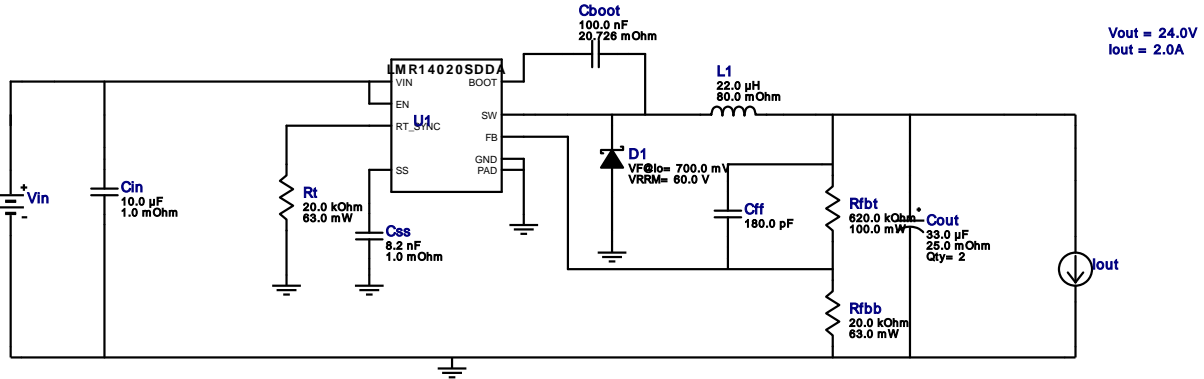 Cboot
100.0 nF
20.726 mOhm
Vout = 24.0V
Iout = 2.0A
LMR14020SDDA
VIN
BOOT
EN
SW
U1
RT_SYNC
FB
GND
SS
PAD
L1
22.0 µH
80.0 mOhm
D1
VF@Io= 700.0 mV
VRRM= 60.0 V
+
Vin
-
Cin
10.0 µF
1.0 mOhm
Rt
20.0 kOhm
63.0 mW
Css
8.2 nF
1.0 mOhm
Cff
180.0 pF
Rfbt
620.0 kOhm
100.0 mW
Cout
33.0 µF
25.0 mOhm
Qty= 2
Iout
Rfbb
20.0 kOhm
63.0 mW